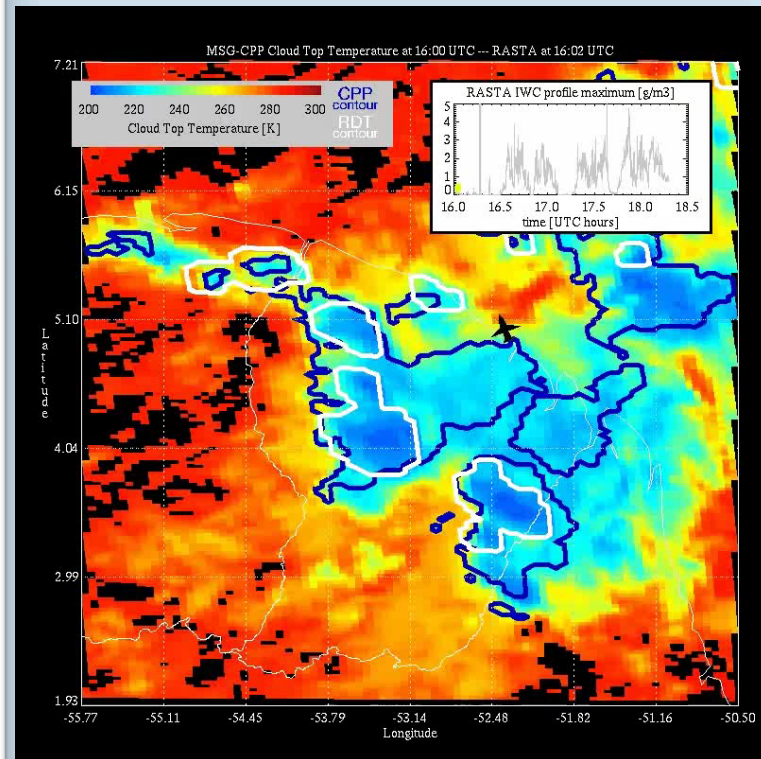 MSG-CPP Cloud Top Temperature at 16:00 UTC --- RASTA at 16:02 UTC
7.21
200 220 240 260 280 300
Cloud Top Temperature [K]
CPP
contour
RDT
contour
RASTA IWC profile maximum [g/m3]
5
4
3
2
1
0
16.0 16.5 17.0 17.5 18.0 18.5
time [UTC hours]
6.15
5.10
Latitude
4.04
2.99
1.93
-55.77 -55.11 -54.45 -53.79 -53.14 -52.48 -51.82 -51.16 -50.50
Longitude